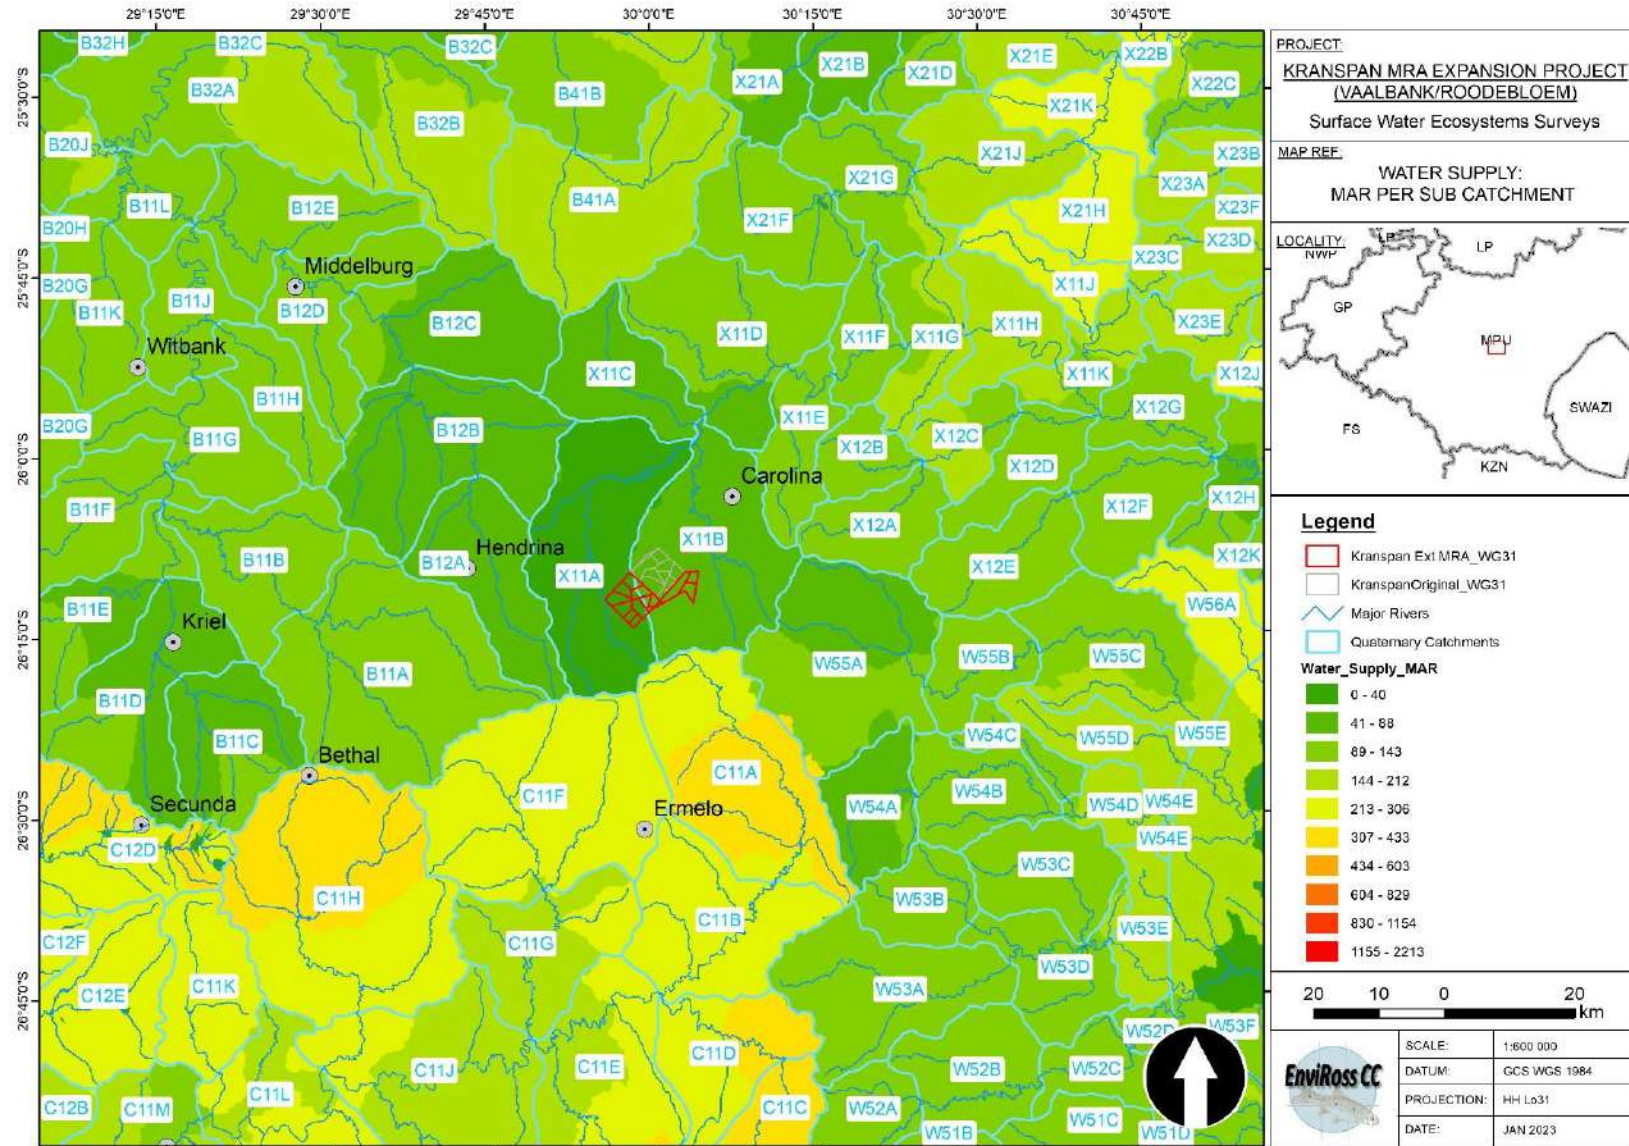 29°15'0"E 29°30'0"E 29°45'0"E 30°0'0"E 30°15'0"E 30°30'0"E 30°45'0"E
B32H B32C B32C X21B X21D X21E X22B
B32A B41B X21A X22C
25°30'0"S
B32B X21K
B20J X21J X23B
X21G X23A
B11L B12E B41A X21F X21H X23F
B20H X23D
X23C
Middelburg
25°45'0"S
B20G B11J B12D X11J
B11K B12C X11D X11F X11G X11H X23E
Witbank
X11C X11K X12J
B11H X11E X12G
B20G B11G B12B X12B X12C
26°0'0"S
X12D
Carolina
B11F X12F X12H
X12A
B11B B12A Hendrina X11A X11B X12E X12K
B11E W56A
Kriel
26°15'0"S
B11D B11A W55A W55B W55C
B11C W54C W55D W55E
Bethal
C11A
C11F W54B
Secunda Ermelo W54A W54D W54E
26°30'0"S
C12D W54E
W53C
C11H W53B
C11B W53E
C12F C11G W53D
C12E C11K W53A
26°45'0"S
W53F
C11J C11E C11D W52B W52C W52D
C12B C11M C11L C11C W52A W51B W51C W51D
PROJECT:
KRANSPAN MRA EXPANSION PROJECT
(VAALBANK/ROODEBLOEM)
Surface Water Ecosystems Surveys
MAP REF:
WATER SUPPLY:
MAR PER SUB CATCHMENT
LOCALITY:
NWP LP LP
GP
MPU
SWAZI
FS
KZN
Legend
Kranspan Ext MRA_WG31
KranspanOriginal_WG31
Major Rivers
Quaternary Catchments
Water_Supply_MAR
0 - 40
41 - 88
89 - 143
144 - 212
213 - 306
307 - 433
434 - 603
604 - 829
830 - 1154
1155 - 2213
20 10 0 20
km
EnviRoss CC
SCALE: 1:600 000
DATUM: GCS WGS 1984
PROJECTION: HH Lo31
DATE: JAN 2023